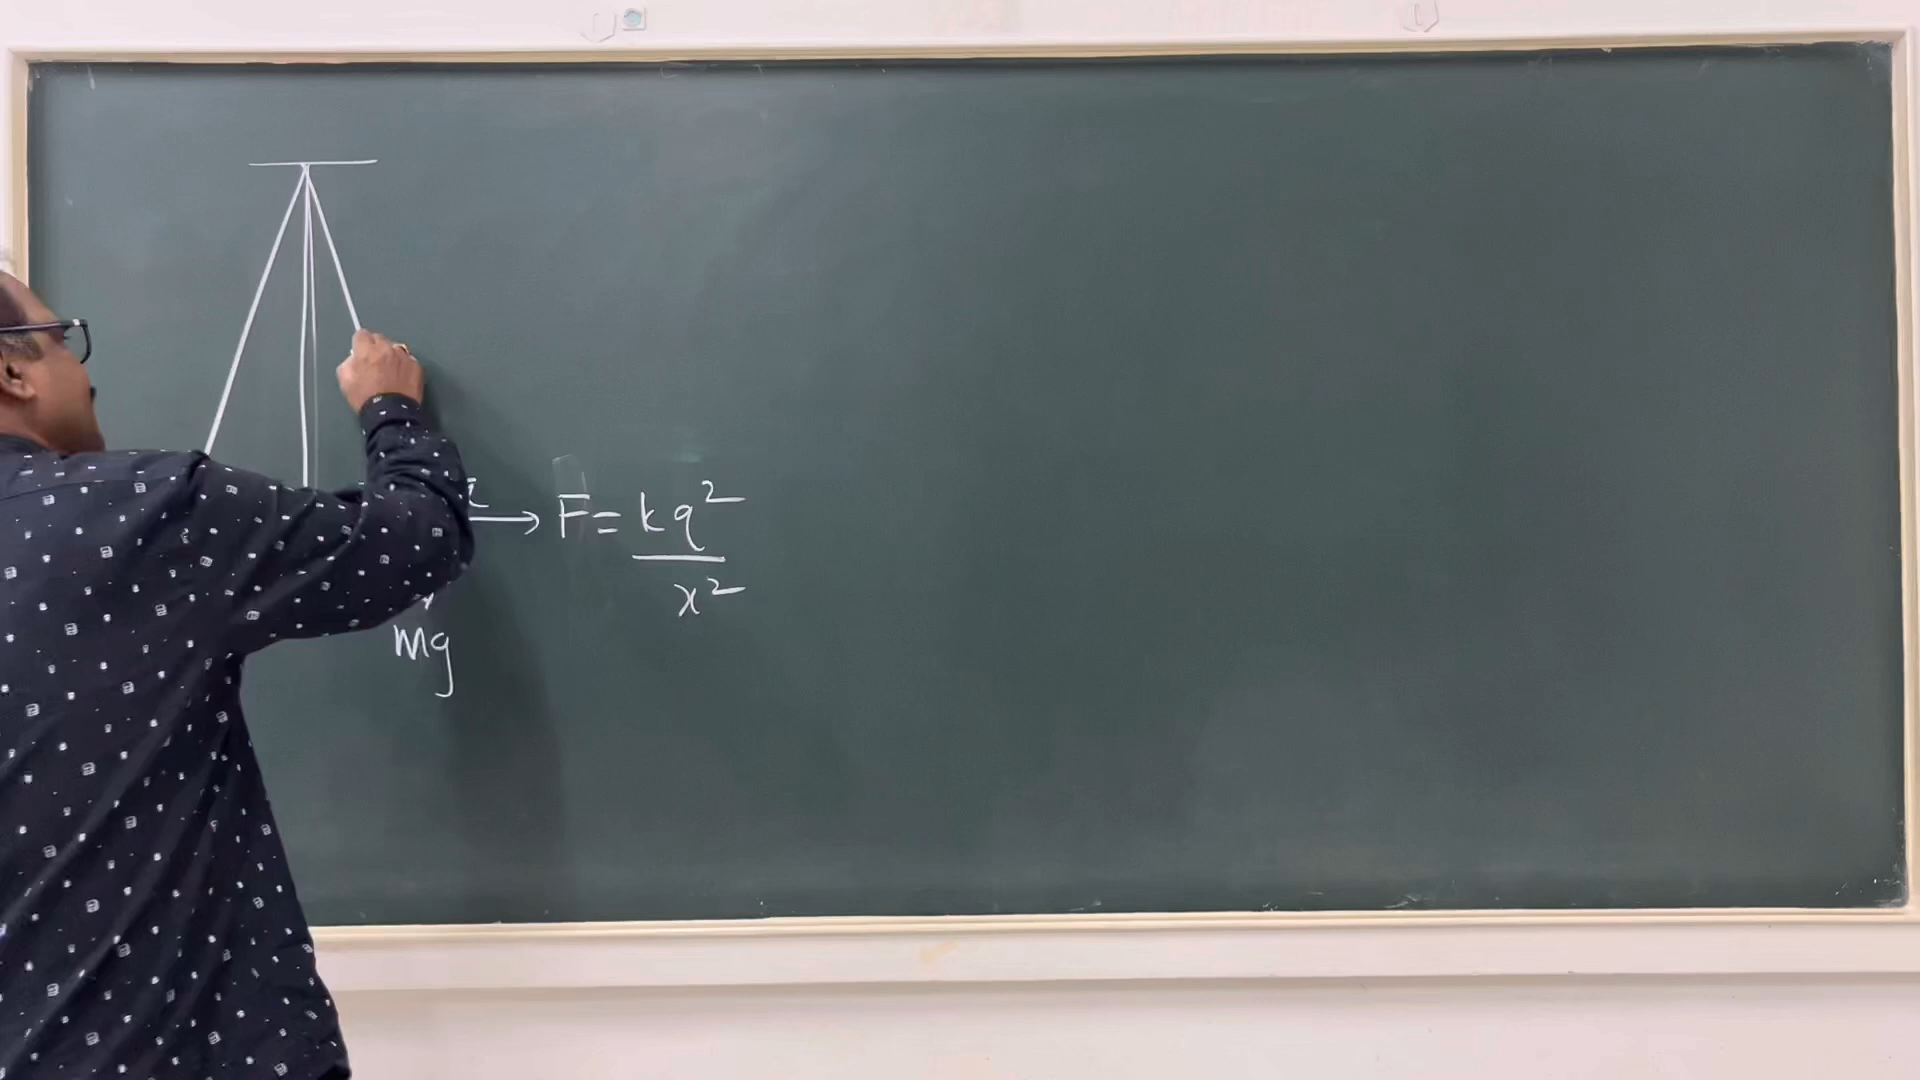 F = kq²
x²
mg